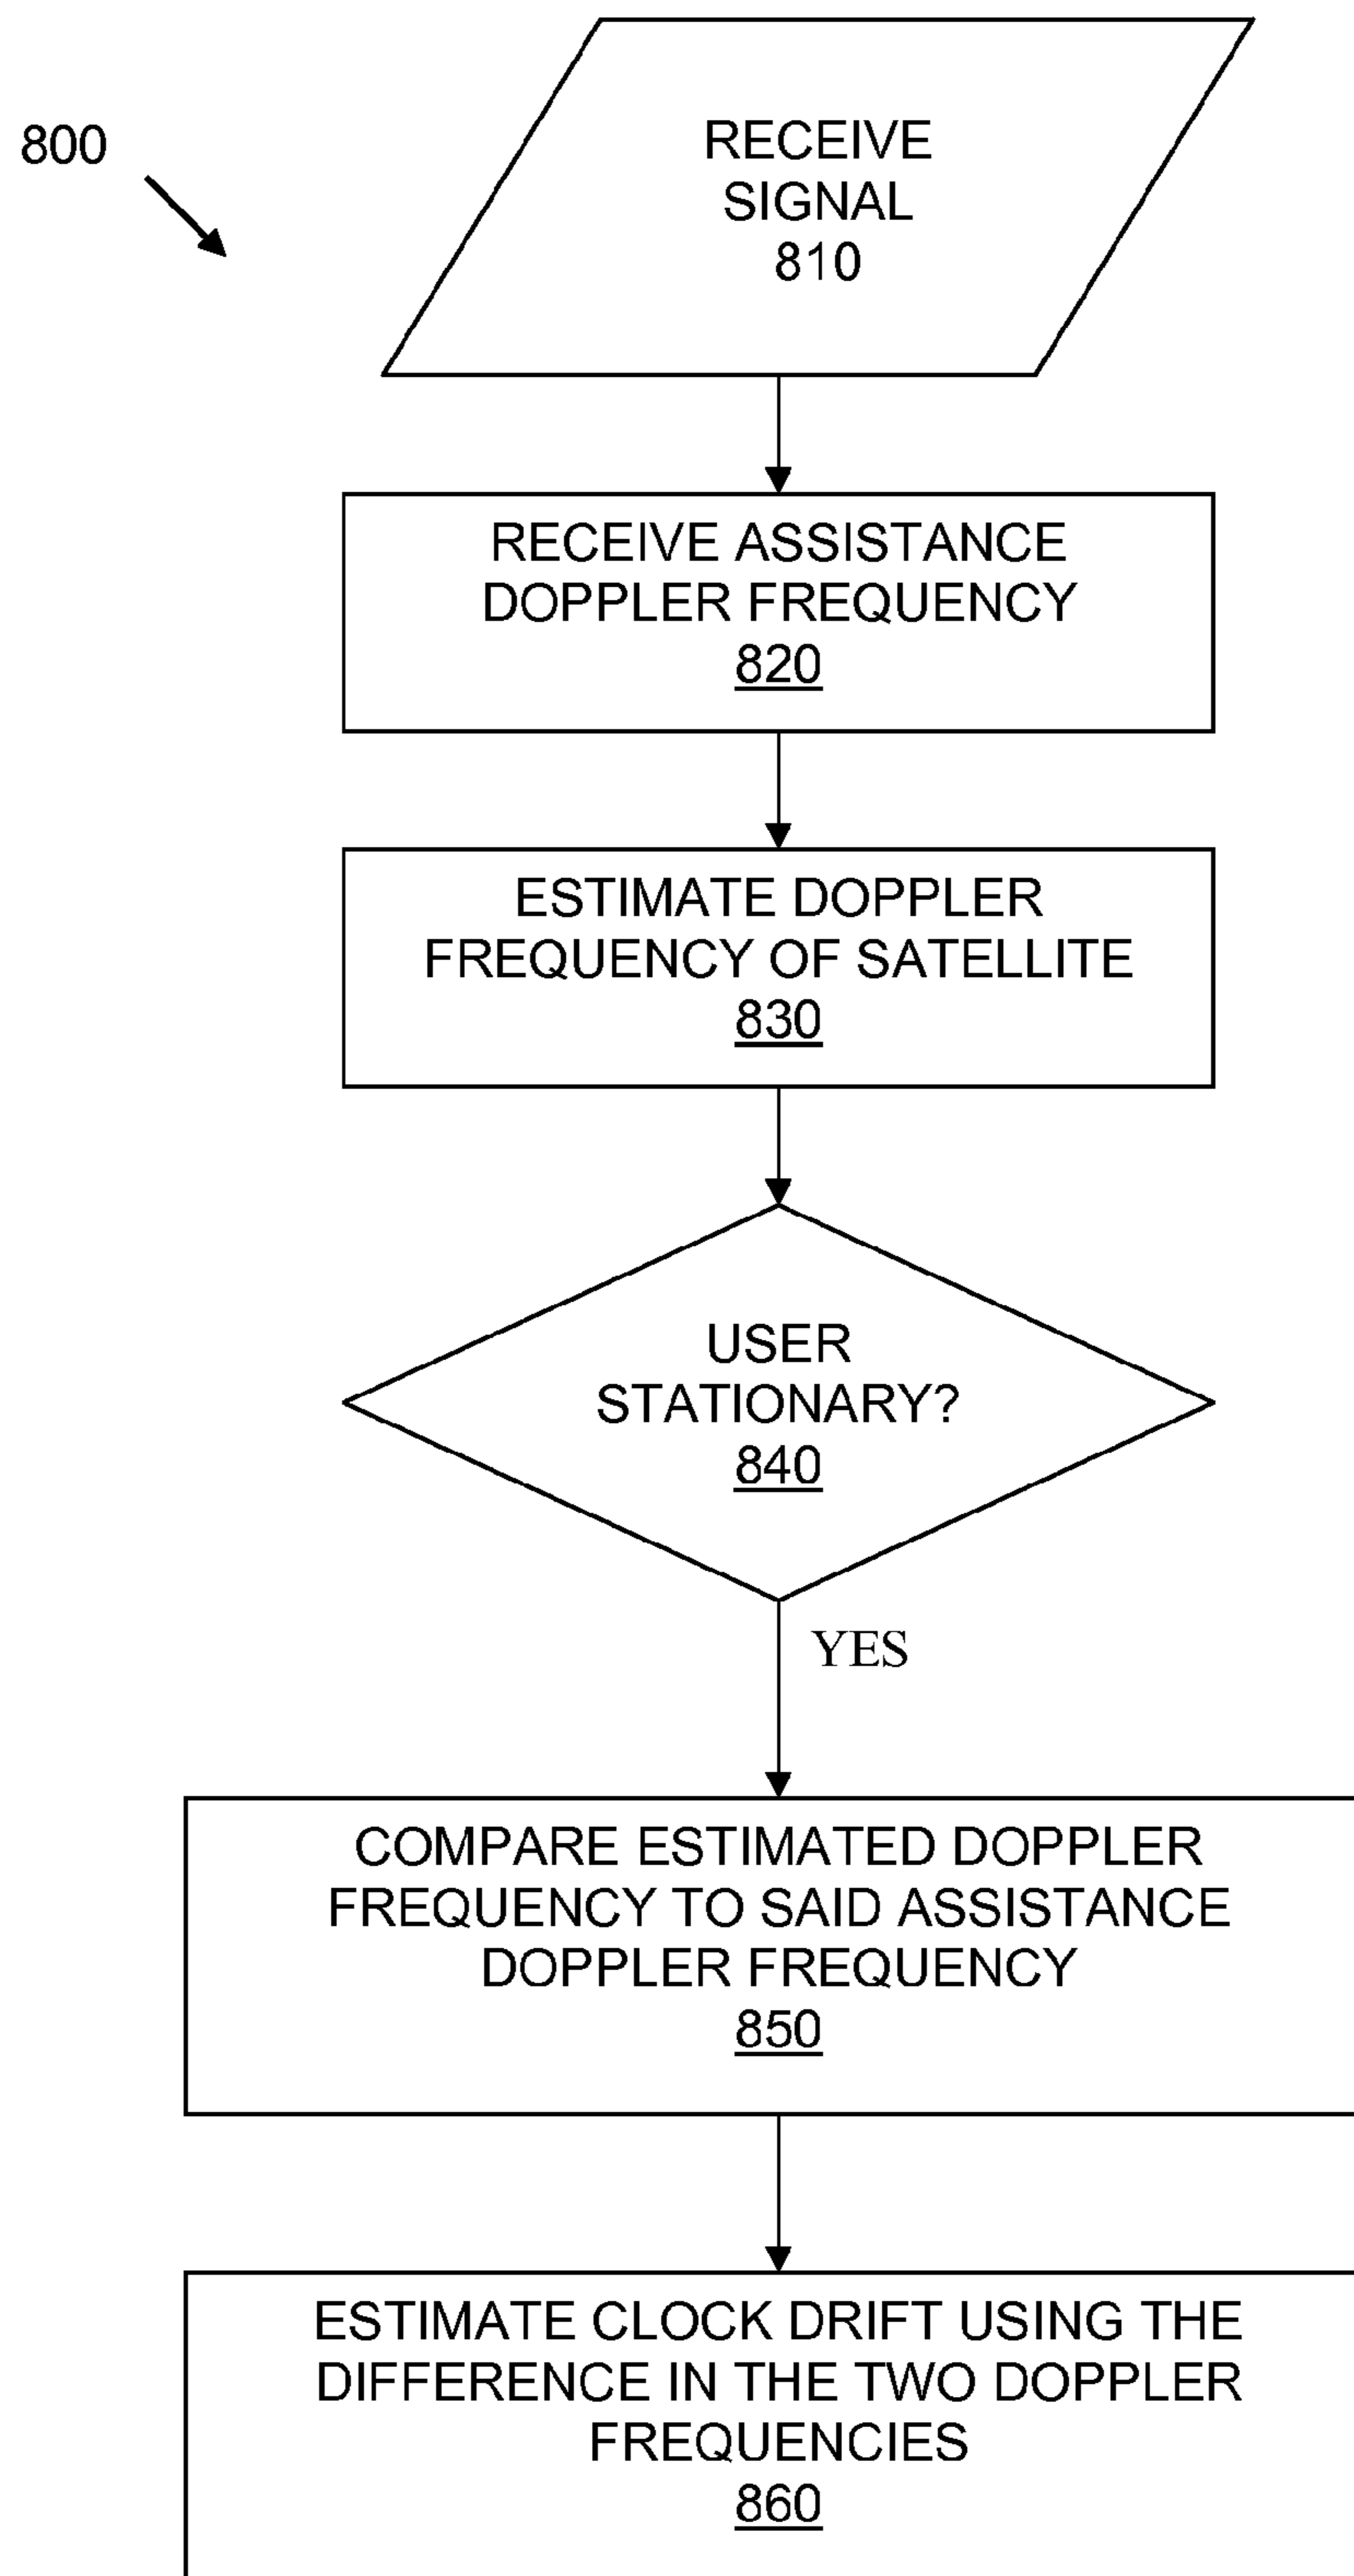 800
RECEIVE
SIGNAL
810
RECEIVE ASSISTANCE
DOPPLER FREQUENCY
820
ESTIMATE DOPPLER
FREQUENCY OF SATELLITE
830
USER
STATIONARY?
840
YES
COMPARE ESTIMATED DOPPLER
FREQUENCY TO SAID ASSISTANCE
DOPPLER FREQUENCY
850
ESTIMATE CLOCK DRIFT USING THE
DIFFERENCE IN THE TWO DOPPLER
FREQUENCIES
860